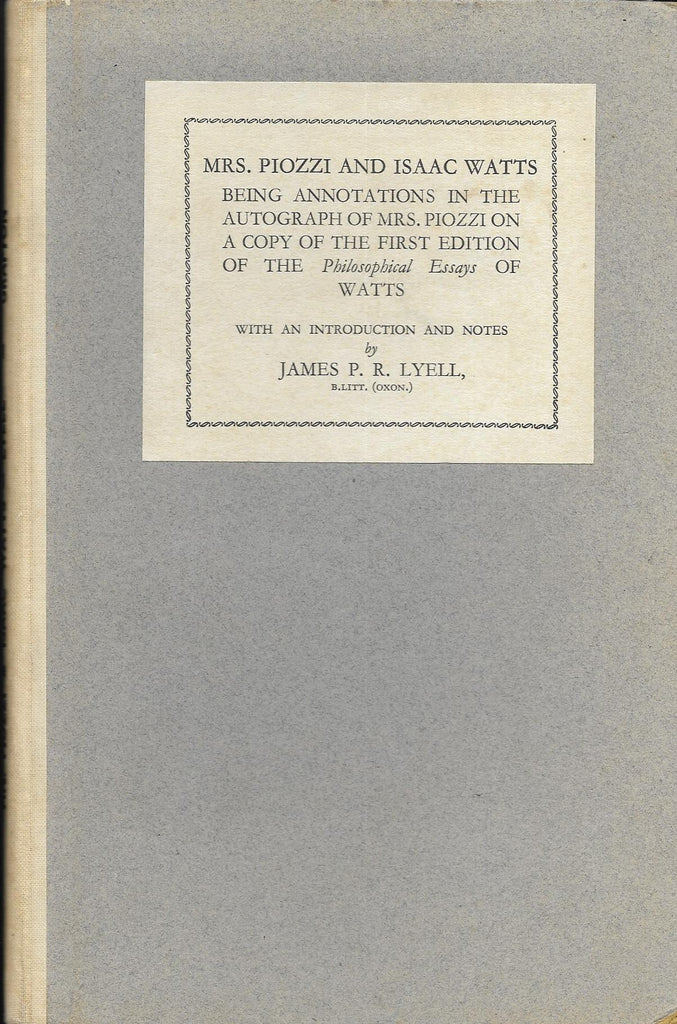 MRS. PIOZZI AND ISAAC WATTS
BEING ANNOTATIONS IN THE
AUTOGRAPH OF MRS. PIOZZI ON
A COPY OF THE FIRST EDITION
OF THE Philosophical Essays OF
WATTS
WITH AN INTRODUCTION AND NOTES
by
JAMES P. R. LYELL,
B.LITT. (OXON.)